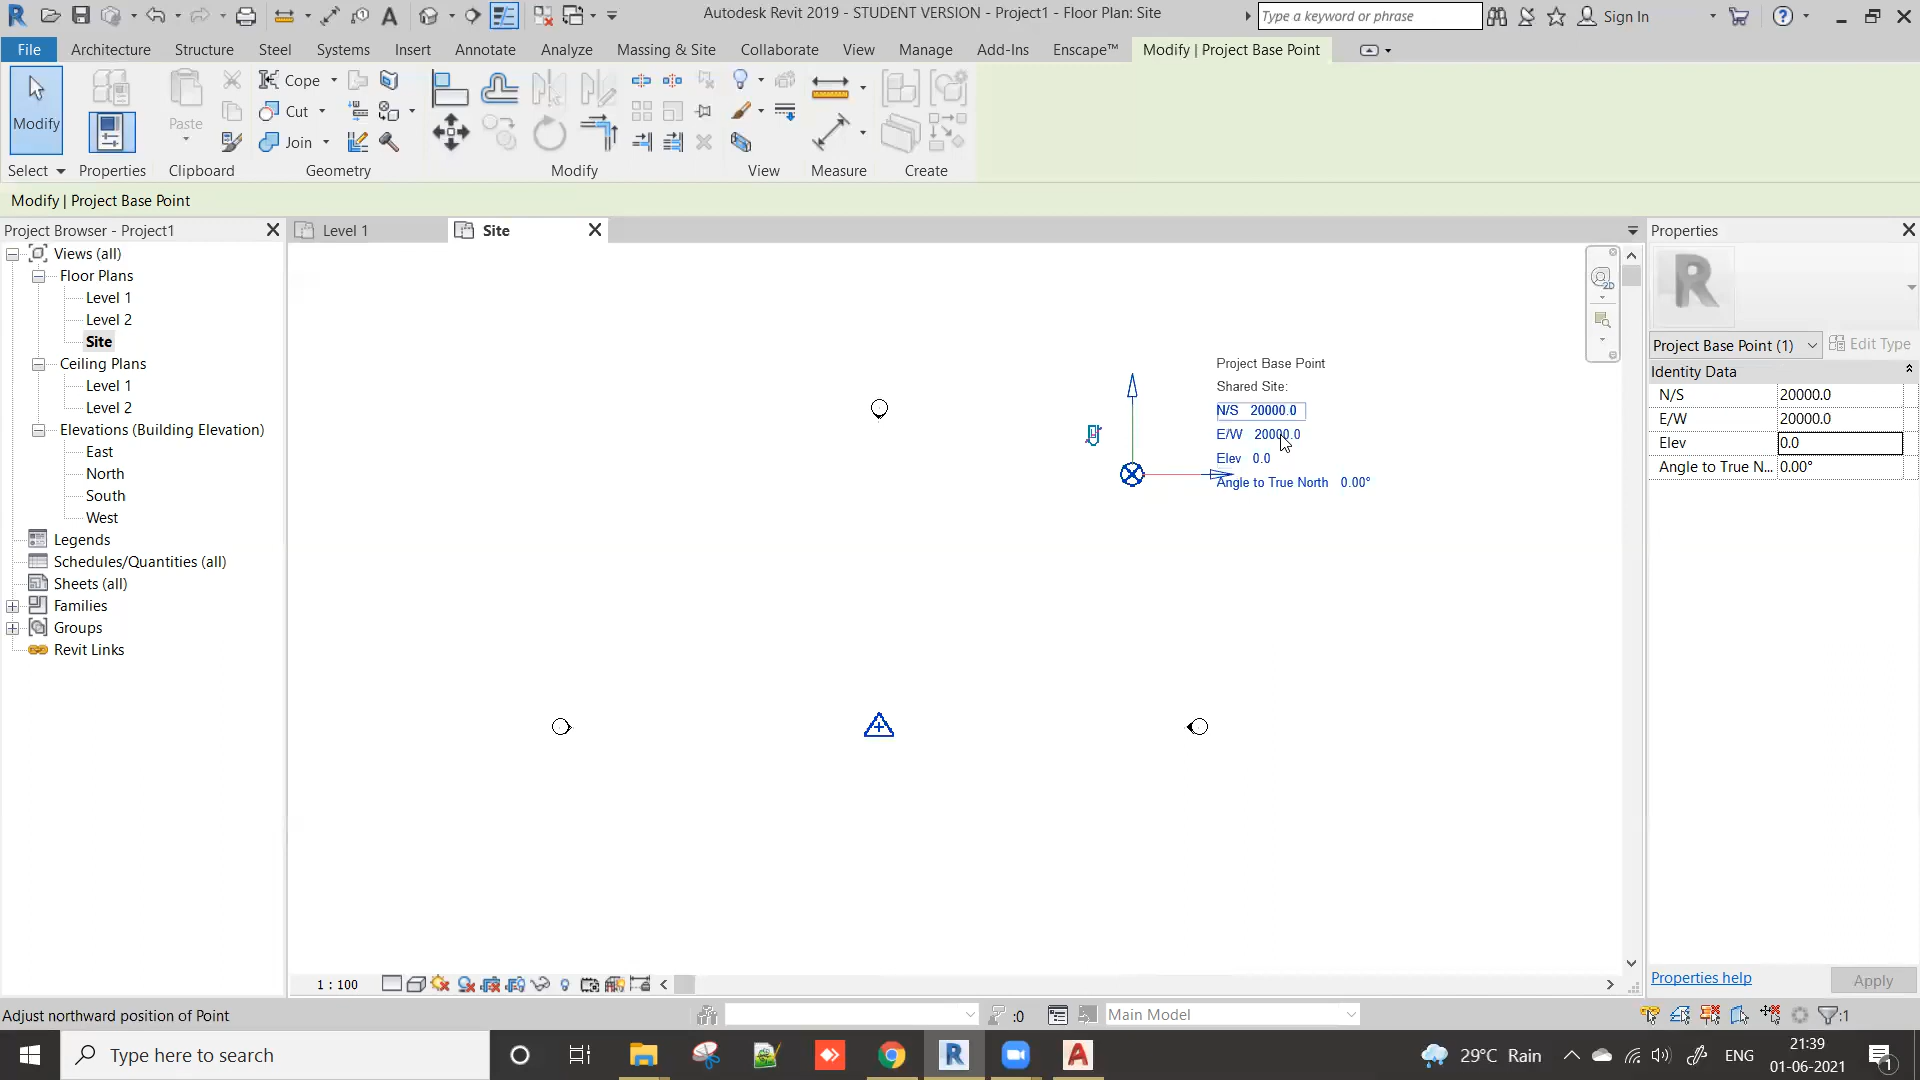 Autodesk Revit 2019 - STUDENT VERSION - Project1 - Floor Plan: Site
Type a keyword or phrase
Sign In
File
Architecture
Structure
Steel
Systems
Insert
Annotate
Analyze
Massing & Site
Collaborate
View
Manage
Add-Ins
Enscape™
Modify | Project Base Point
Modify
Paste
Cope
Cut
Join
Select
Properties
Clipboard
Geometry
Modify
View
Measure
Create
Modify | Project Base Point
Project Browser - Project1
Level 1
Site
Properties
Views (all)
Floor Plans
Level 1
Level 2
Site
Ceiling Plans
Level 1
Level 2
Elevations (Building Elevation)
East
North
South
West
Legends
Schedules/Quantities (all)
Sheets (all)
Families
Groups
Revit Links
2D
Project Base Point
Shared Site:
N/S 20000.0
E/W 20000.0
Elev 0.0
Angle to True North 0.00°
Project Base Point (1)
Edit Type
Identity Data
N/S 20000.0
E/W 20000.0
Elev 0.0
Angle to True N... 0.00°
Properties help
Apply
1 : 100
Adjust northward position of Point
:0
Main Model
:1
Type here to search
29°C Rain
ENG
21:39
01-06-2021
1